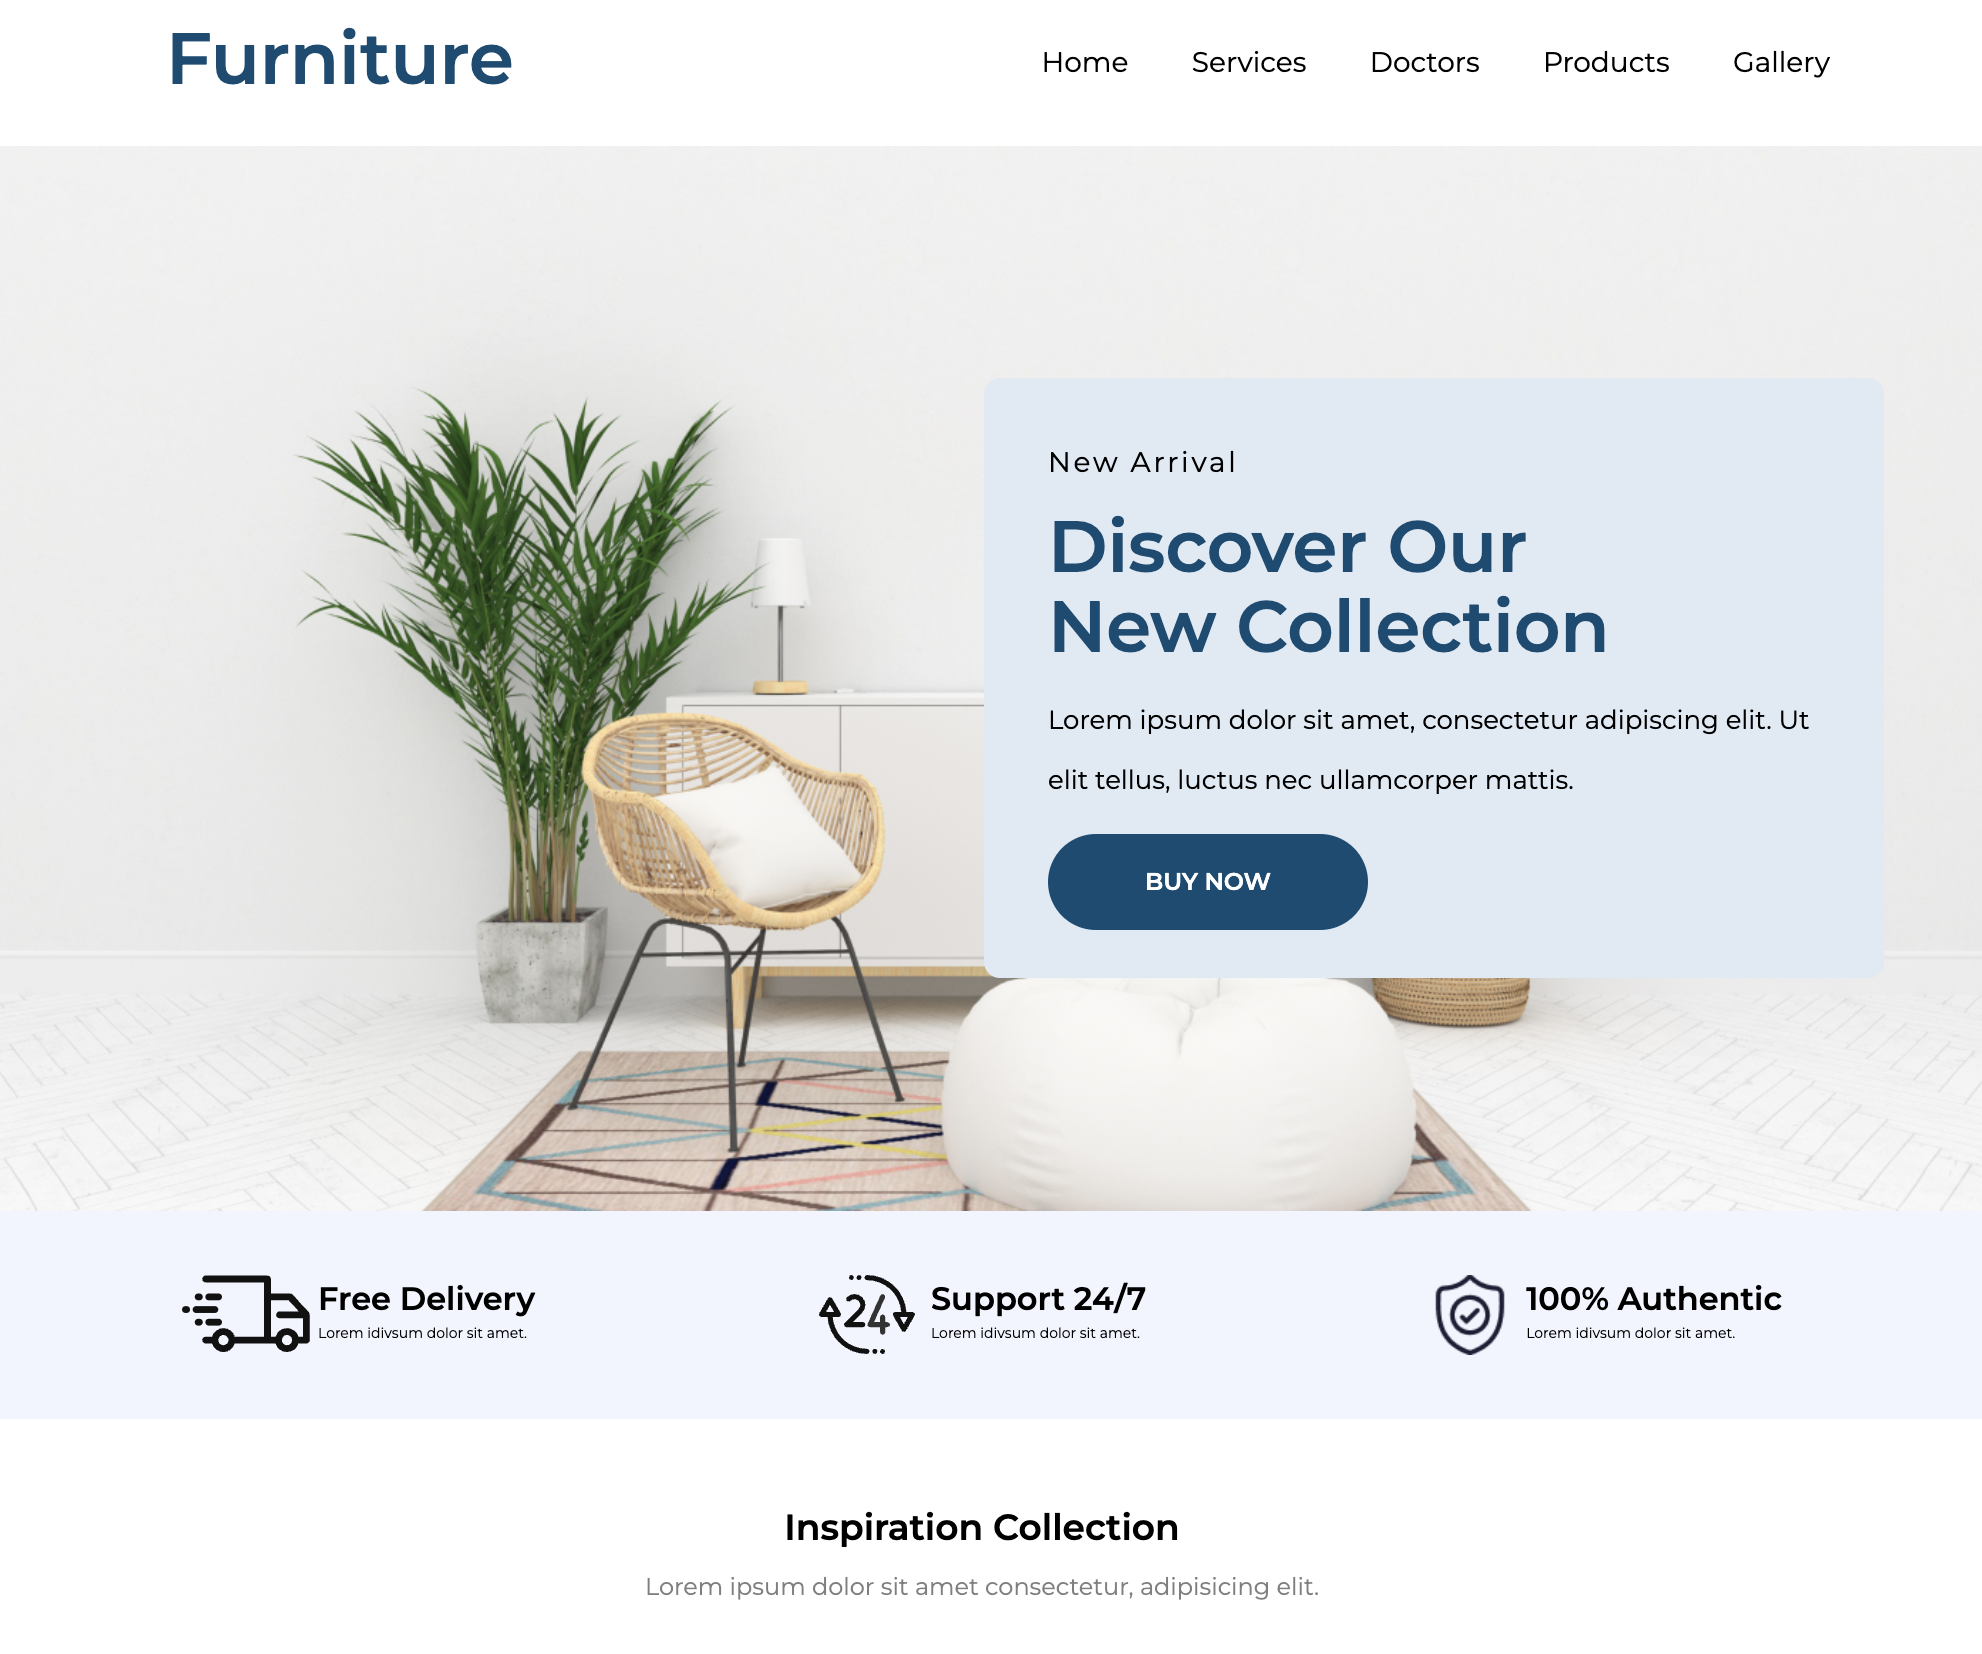 Furniture
Home Services Doctors Products Gallery
New Arrival
Discover Our
New Collection
Lorem ipsum dolor sit amet, consectetur adipiscing elit. Ut
elit tellus, luctus nec ullamcorper mattis.
BUY NOW
Free Delivery
Lorem idivsum dolor sit amet.
24
Support 24/7
Lorem idivsum dolor sit amet.
100% Authentic
Lorem idivsum dolor sit amet.
Inspiration Collection
Lorem ipsum dolor sit amet consectetur, adipisicing elit.